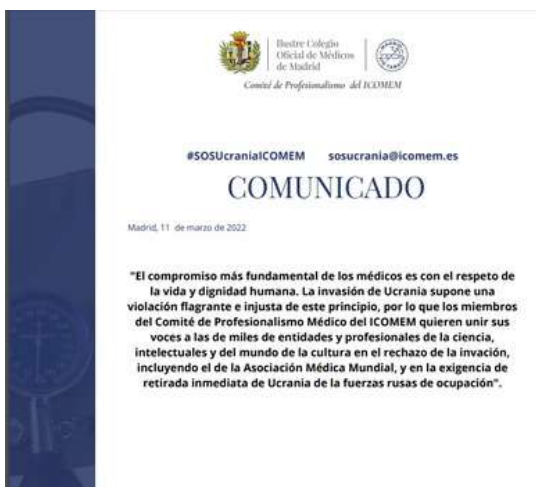 Ilustre Colegio
Oficial de Médicos
de Madrid
Comité de Profesionalismo del ICOMEM
#SOSUcraniaICOMEM sosucrania@icomem.es
COMUNICADO
Madrid, 11 de marzo de 2022
"El compromiso más fundamental de los médicos es con el respeto de
la vida y dignidad humana. La invasión de Ucrania supone una
violación flagrante e injusta de este principio, por lo que los miembros
del Comité de Profesionalismo Médico del ICOMEM quieren unir sus
voces a las de miles de entidades y profesionales de la ciencia,
intelectuales y del mundo de la cultura en el rechazo de la invación,
incluyendo el de la Asociación Médica Mundial, y en la exigencia de
retirada inmediata de Ucrania de la fuerzas rusas de ocupación".